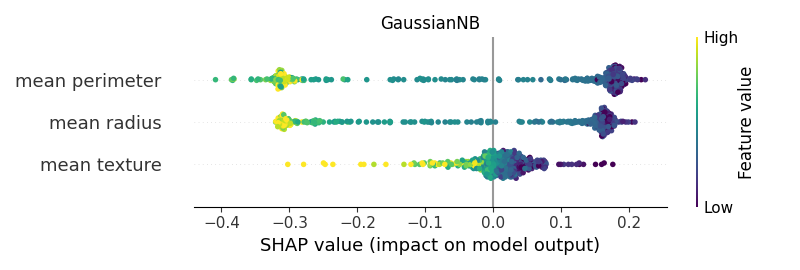 GaussianNB
High
mean perimeter
mean radius
mean texture
Feature value
Low
−0.4 −0.3 −0.2 −0.1 0.0 0.1 0.2
SHAP value (impact on model output)